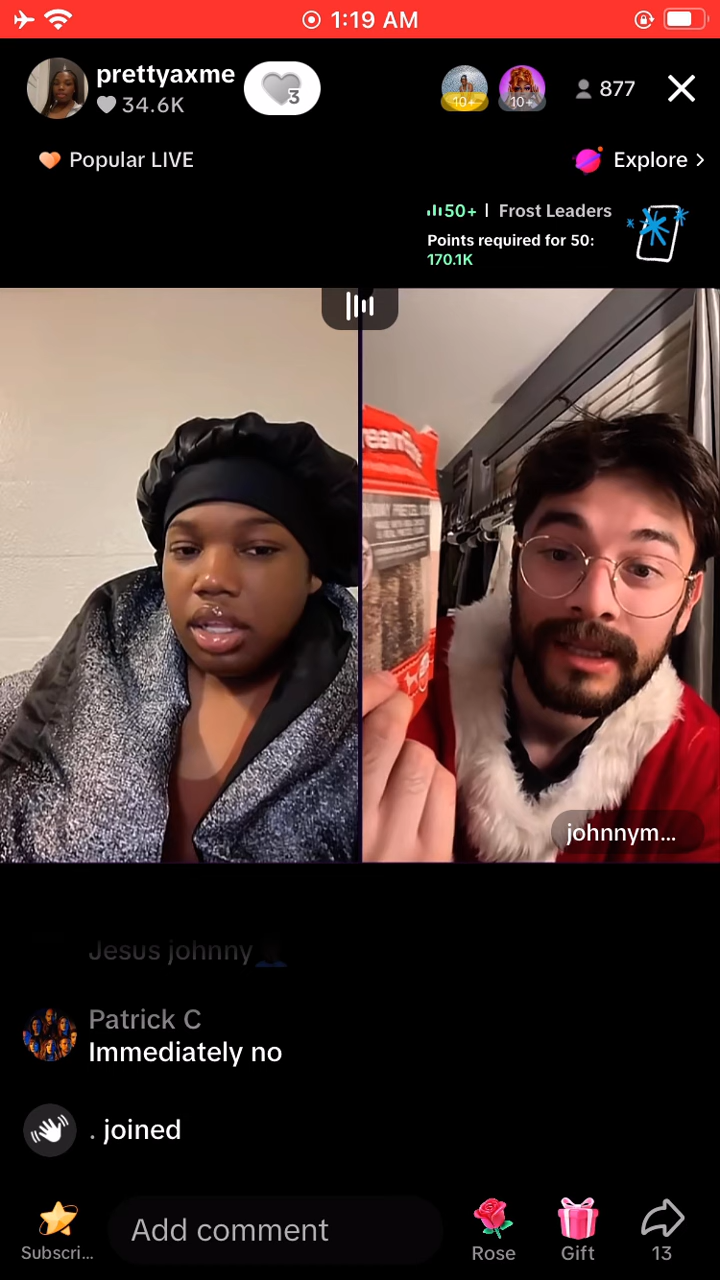 1:19 AM
prettyaxme
34.6K
3
10+
10+
877
Popular LIVE
Explore >
50+ | Frost Leaders
Points required for 50:
170.1K
johnnym...
Jesus johnny
Patrick C
Immediately no
. joined
Add comment
Subscri...
Rose
Gift
13